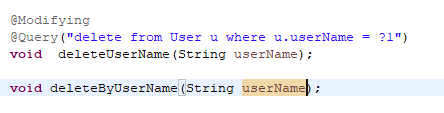 @Modifying
@Query("delete from User u where u.userName = ?1")
void  deleteUserName(String userName);
void deleteByUserName(String userName);